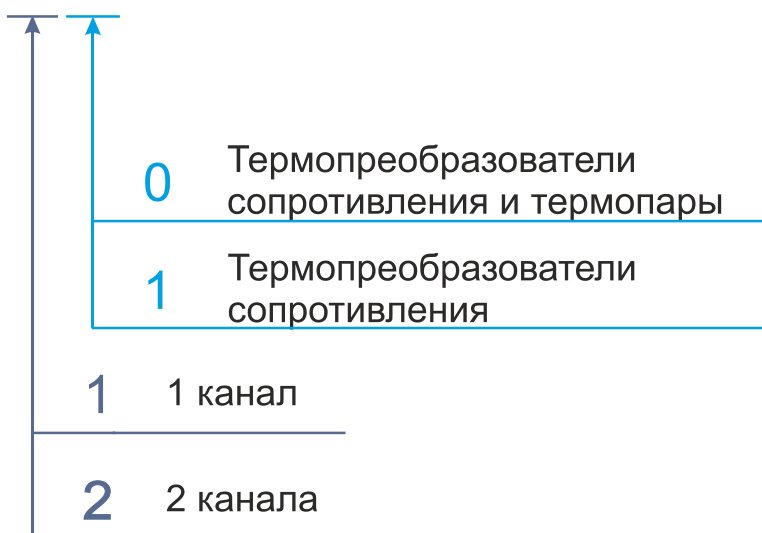 0 Термопреобразователи
сопротивления и термопары
1 Термопреобразователи
сопротивления
1 1 канал
2 2 канала